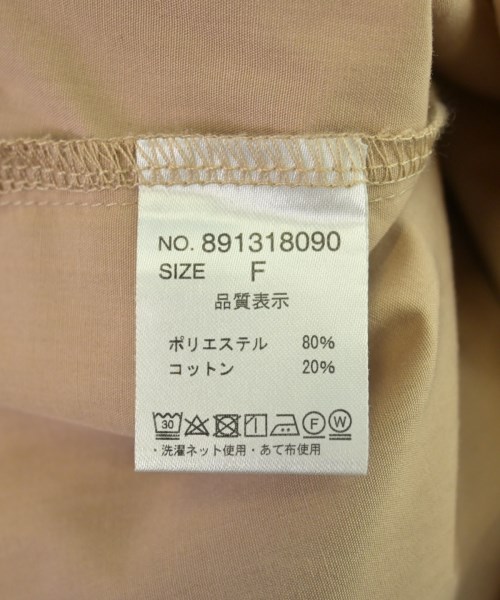 NO. 891318090
SIZE F
品質表示
ポリエステル 80%
コットン 20%
30 F W
・洗濯ネット使用・あて布使用